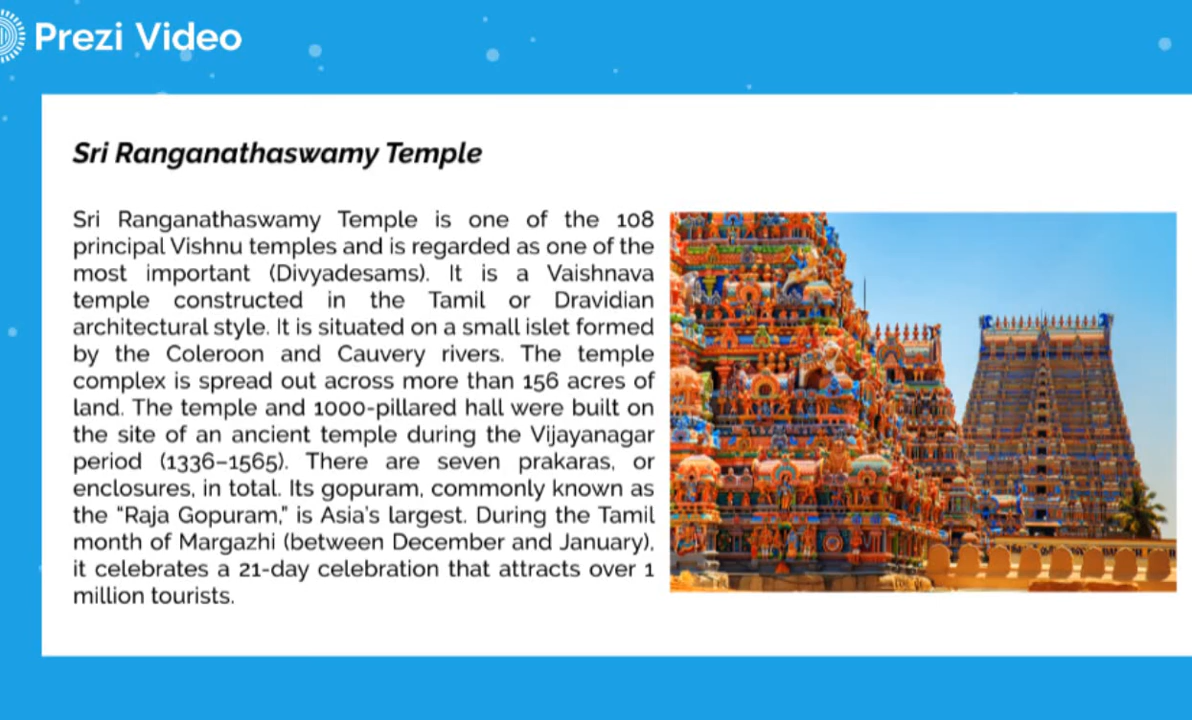 Prezi Video
Sri Ranganathaswamy Temple
Sri Ranganathaswamy Temple is one of the 108
principal Vishnu temples and is regarded as one of the
most important (Divyadesams). It is a Vaishnava
temple constructed in the Tamil or Dravidian
architectural style. It is situated on a small islet formed
by the Coleroon and Cauvery rivers. The temple
complex is spread out across more than 156 acres of
land. The temple and 1000-pillared hall were built on
the site of an ancient temple during the Vijayanagar
period (1336–1565). There are seven prakaras, or
enclosures, in total. Its gopuram, commonly known as
the “Raja Gopuram,” is Asia's largest. During the Tamil
month of Margazhi (between December and January),
it celebrates a 21-day celebration that attracts over 1
million tourists.